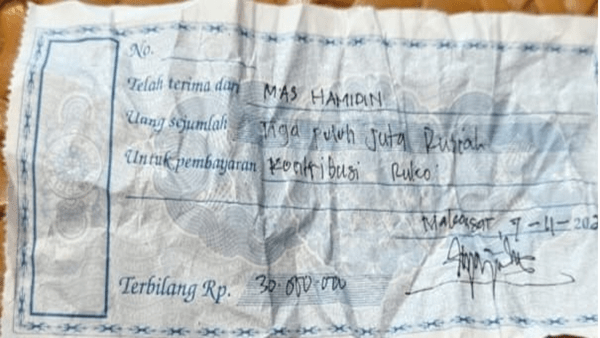 No.
Telah terima dari MAS HAMIDIN
Uang sejumlah Tiga puluh Juta Rupiah
Untuk pembayaran Kontribusi Ruko
Makassar, 7-4-202
Terbilang Rp. 30.000.000